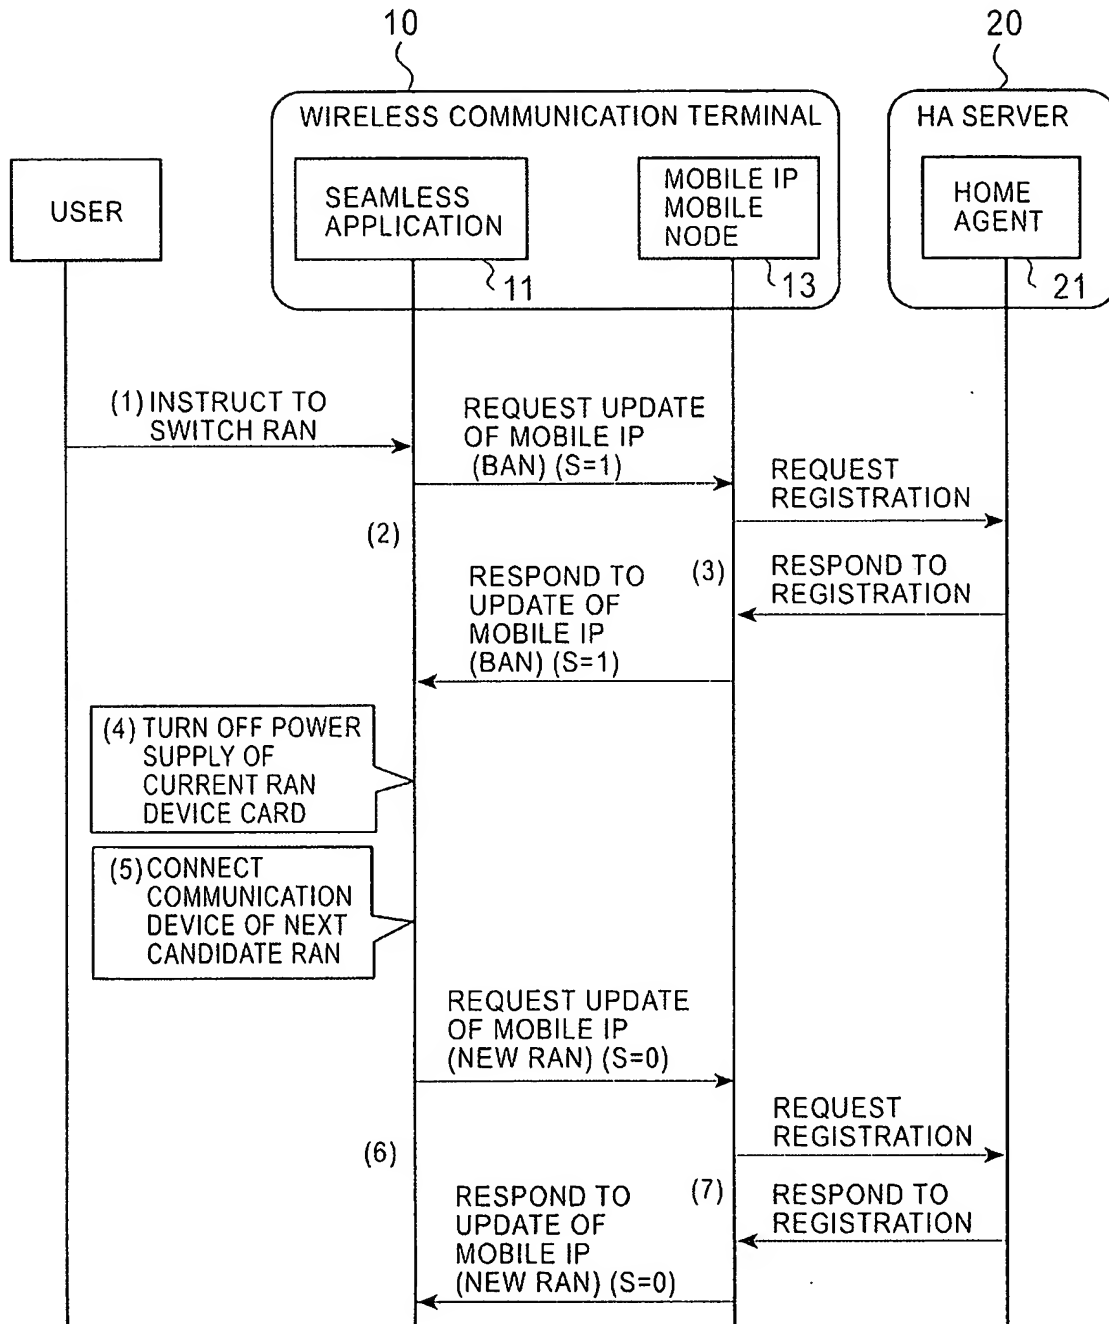 10
20
WIRELESS COMMUNICATION TERMINAL
HA SERVER
USER
SEAMLESS
APPLICATION
11
MOBILE IP
MOBILE
NODE
13
HOME
AGENT
21
(1) INSTRUCT TO
SWITCH RAN
REQUEST UPDATE
OF MOBILE IP
(BAN) (S=1)
REQUEST
REGISTRATION
(2)
(3)
RESPOND TO
REGISTRATION
RESPOND TO
UPDATE OF
MOBILE IP
(BAN) (S=1)
(4) TURN OFF POWER
SUPPLY OF
CURRENT RAN
DEVICE CARD
(5) CONNECT
COMMUNICATION
DEVICE OF NEXT
CANDIDATE RAN
REQUEST UPDATE
OF MOBILE IP
(NEW RAN) (S=0)
REQUEST
REGISTRATION
(6)
(7)
RESPOND TO
REGISTRATION
RESPOND TO
UPDATE OF
MOBILE IP
(NEW RAN) (S=0)